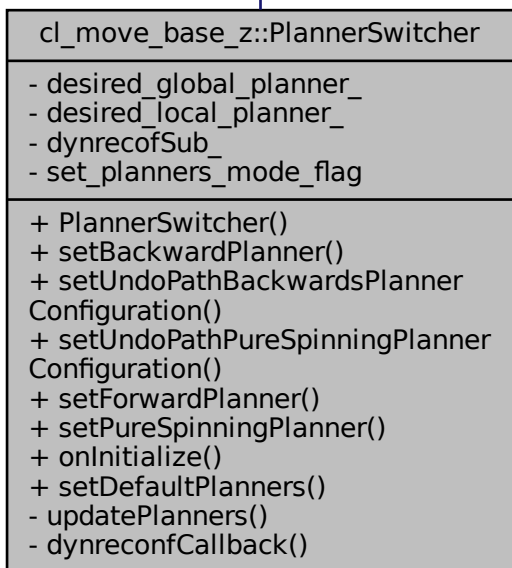 cl_move_base_z::PlannerSwitcher
- desired_global_planner_
- desired_local_planner_
- dynrecofSub_
- set_planners_mode_flag
+ PlannerSwitcher()
+ setBackwardPlanner()
+ setUndoPathBackwardsPlanner
Configuration()
+ setUndoPathPureSpinningPlanner
Configuration()
+ setForwardPlanner()
+ setPureSpinningPlanner()
+ onInitialize()
+ setDefaultPlanners()
- updatePlanners()
- dynreconfCallback()